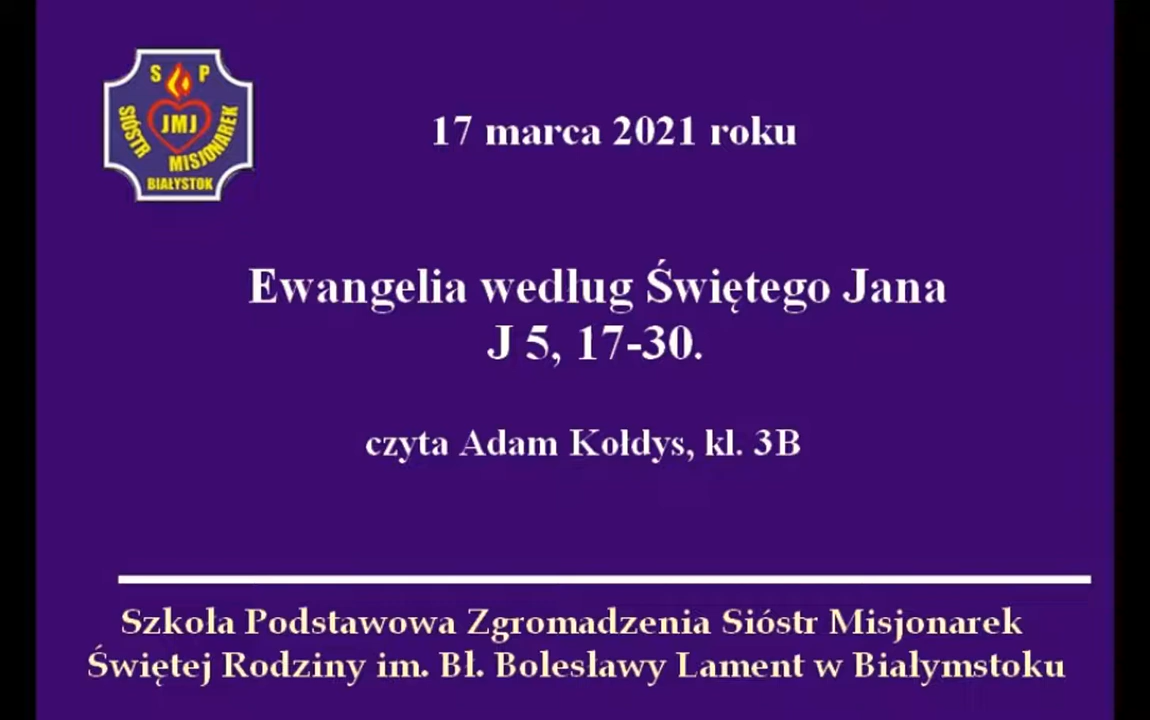 S P
JMJ
SIÓSTR
MISJONAREK
BIAŁYSTOK
17 marca 2021 roku
Ewangelia według Świętego Jana
J 5, 17-30.
czyta Adam Kołdys, kl. 3B
Szkoła Podstawowa Zgromadzenia Sióstr Misjonarek
Świętej Rodziny im. Bł. Bolesławy Lament w Białymstoku